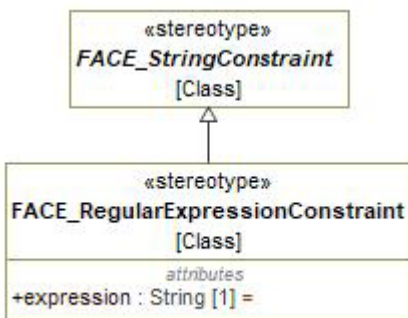 «stereotype»
FACE_StringConstraint
[Class]
«stereotype»
FACE_RegularExpressionConstraint
[Class]
attributes
+expression : String [1] =